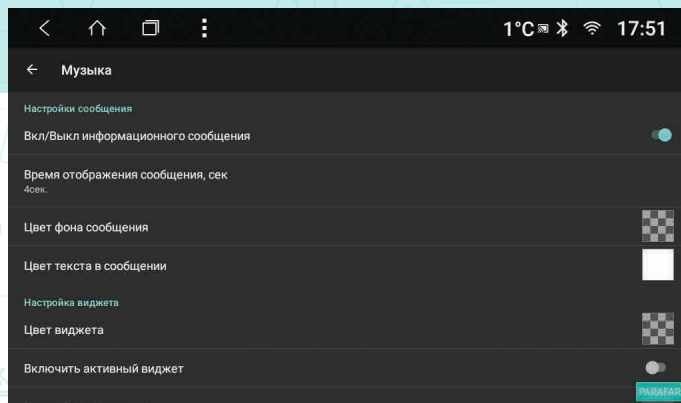 1°C 17:51
Музыка
Настройки сообщения
Вкл/Выкл информационного сообщения
Время отображения сообщения, сек
4сек.
Цвет фона сообщения
Цвет текста в сообщении
Настройка виджета
Цвет виджета
Включить активный виджет
PARAFAR